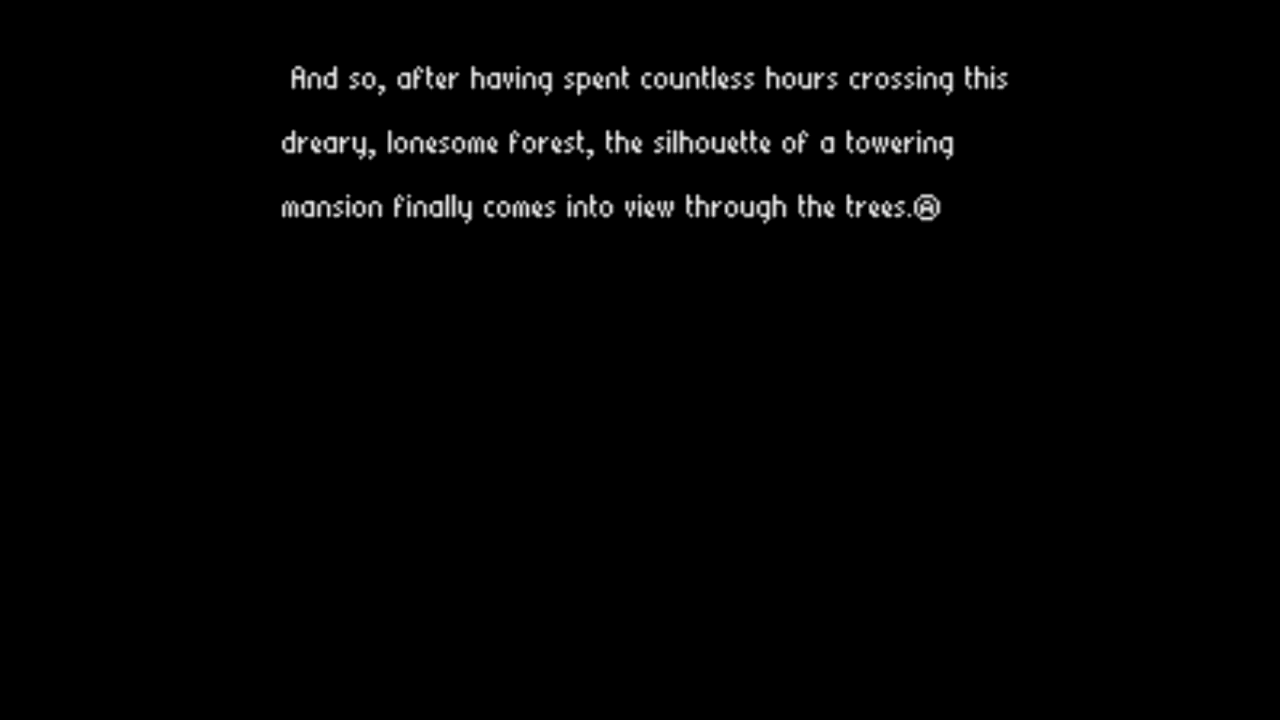 And so, after having spent countless hours crossing this
dreary, lonesome forest, the silhouette of a towering
mansion finally comes into view through the trees.Ⓐ